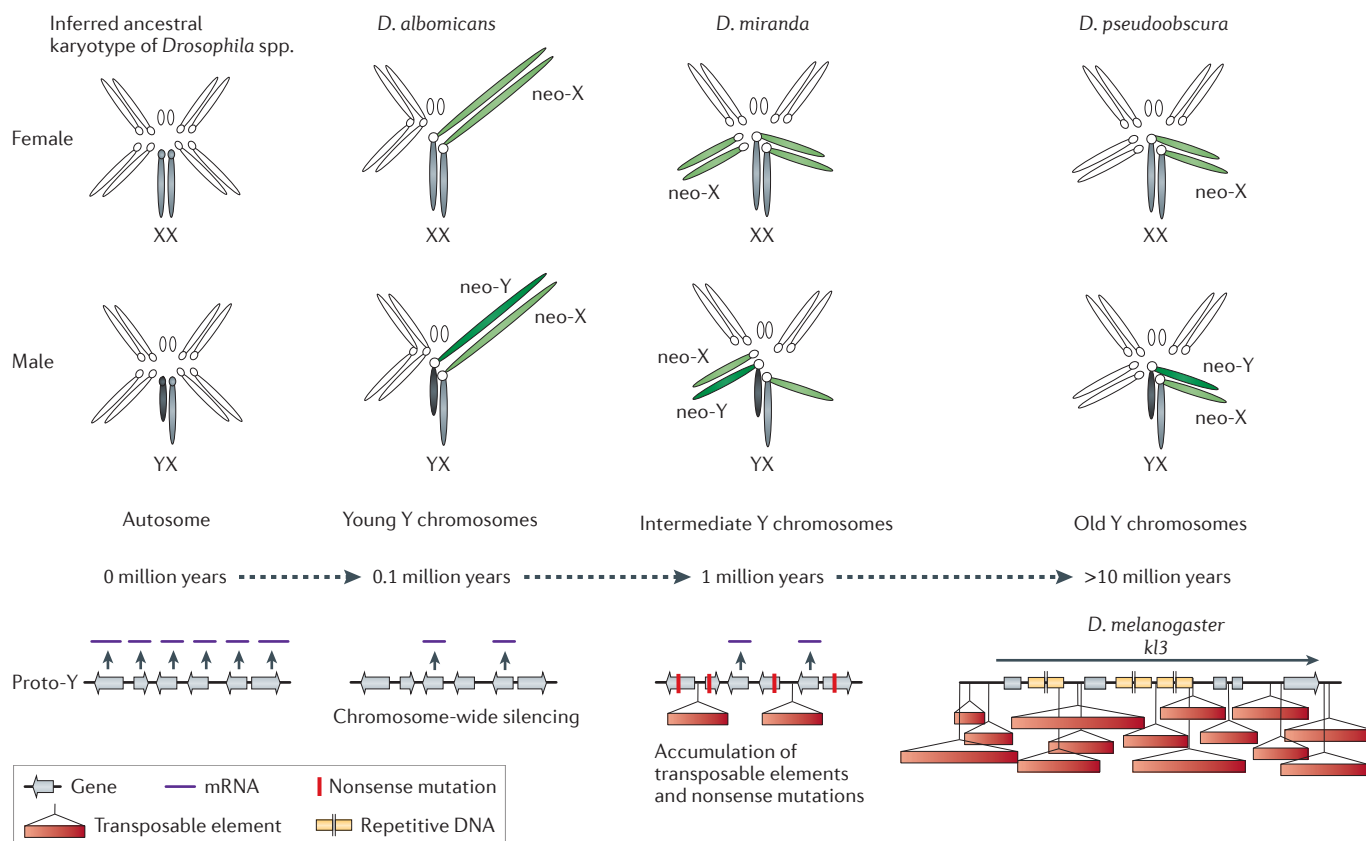 Inferred ancestral
karyotype of Drosophila spp.
D. albomicans
D. miranda
D. pseudoobscura
Female
neo-X
neo-X
neo-X
XX
XX
XX
XX
Male
neo-Y
neo-X
neo-X
neo-Y
neo-Y
neo-X
YX
YX
YX
YX
Autosome
Young Y chromosomes
Intermediate Y chromosomes
Old Y chromosomes
0 million years
0.1 million years
1 million years
>10 million years
D. melanogaster
kl3
Proto-Y
Chromosome-wide silencing
Accumulation of
transposable elements
and nonsense mutations
Gene
mRNA
Nonsense mutation
Transposable element
Repetitive DNA